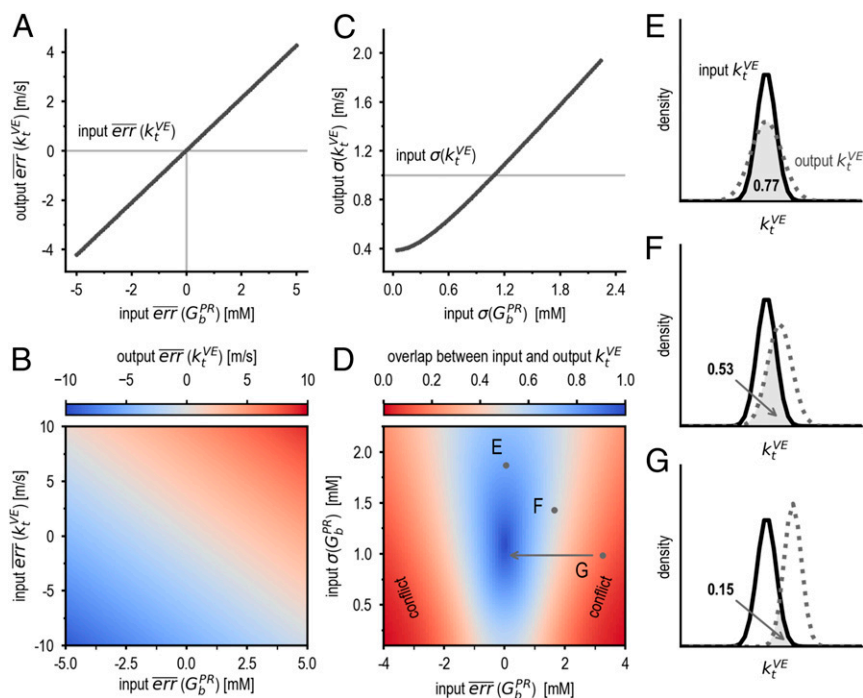 A
output err (k_t^VE) [m/s]
4
2
0
-2
-4
input err (k_t^VE)
-5
-3
0
3
5
input err (G_b^PR) [mM]
C
output σ(k_t^VE) [m/s]
2.0
1.6
1.2
0.8
0.4
input σ(k_t^VE)
0.0
0.6
1.2
1.8
2.4
input σ(G_b^PR) [mM]
E
density
input k_t^VE
output k_t^VE
0.77
k_t^VE
B
output err (k_t^VE) [m/s]
−10
−5
0
5
10
input err (k_t^VE) [m/s]
10
5
0
-5
-10
-5.0
-2.5
0.0
2.5
5.0
input err (G_b^PR) [mM]
D
overlap between input and output k_t^VE
0.0
0.2
0.4
0.6
0.8
1.0
input σ(G_b^PR) [mM]
2.0
1.5
1.0
0.5
E
F
G
conflict
conflict
-4
-2
0
2
4
input err (G_b^PR) [mM]
F
density
0.53
k_t^VE
G
density
0.15
k_t^VE